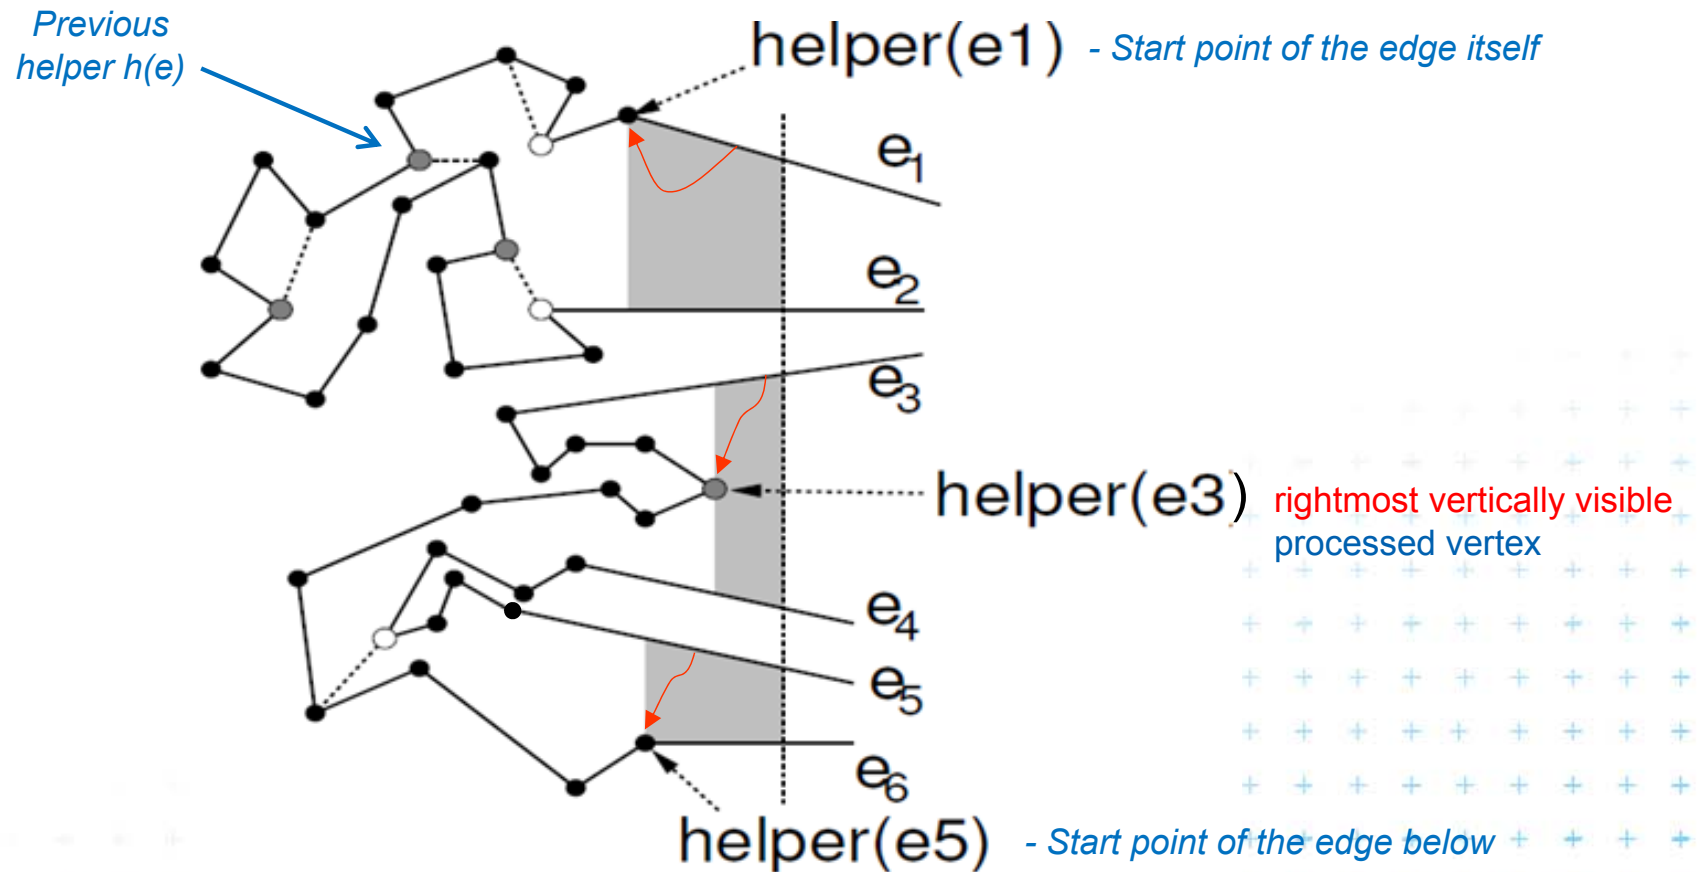 Previous
helper h(e)
helper(e1) - Start point of the edge itself
e1
e2
e3
helper(e3) rightmost vertically visible
processed vertex
e4
e5
e6
helper(e5) - Start point of the edge below